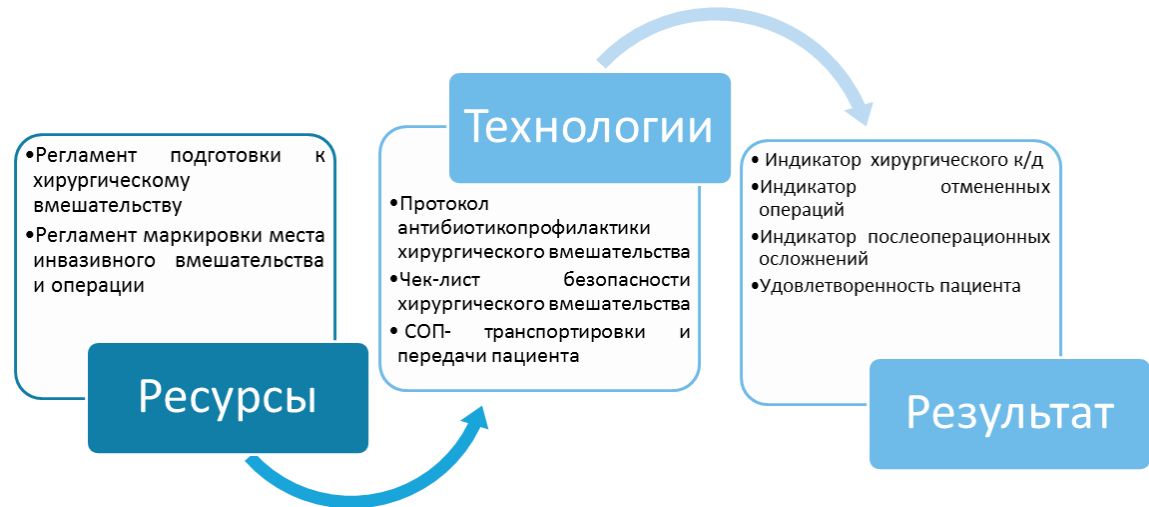 •Регламент подготовки к
хирургическому
вмешательству
•Регламент маркировки места
инвазивного вмешательства
и операции
Ресурсы
Технологии
•Протокол
антибиотикопрофилактики
хирургического вмешательства
•Чек-лист безопасности
хирургического вмешательства
• СОП- транспортировки и
передачи пациента
• Индикатор хирургического к/д
•Индикатор отмененных
операций
•Индикатор послеоперационных
осложнений
•Удовлетворенность пациента
Результат